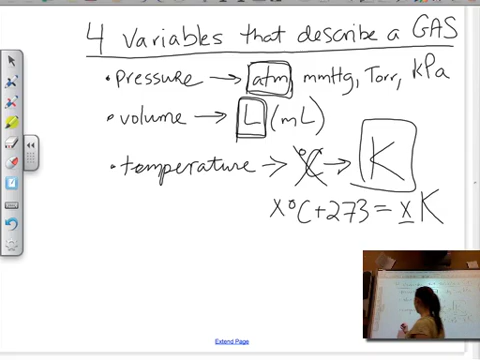 4 variables that describe a GAS
• pressure → atm mmHg, Torr, kPa
• volume → L (mL)
• temperature → °C → K
x °C + 273 = x K
Extend Page